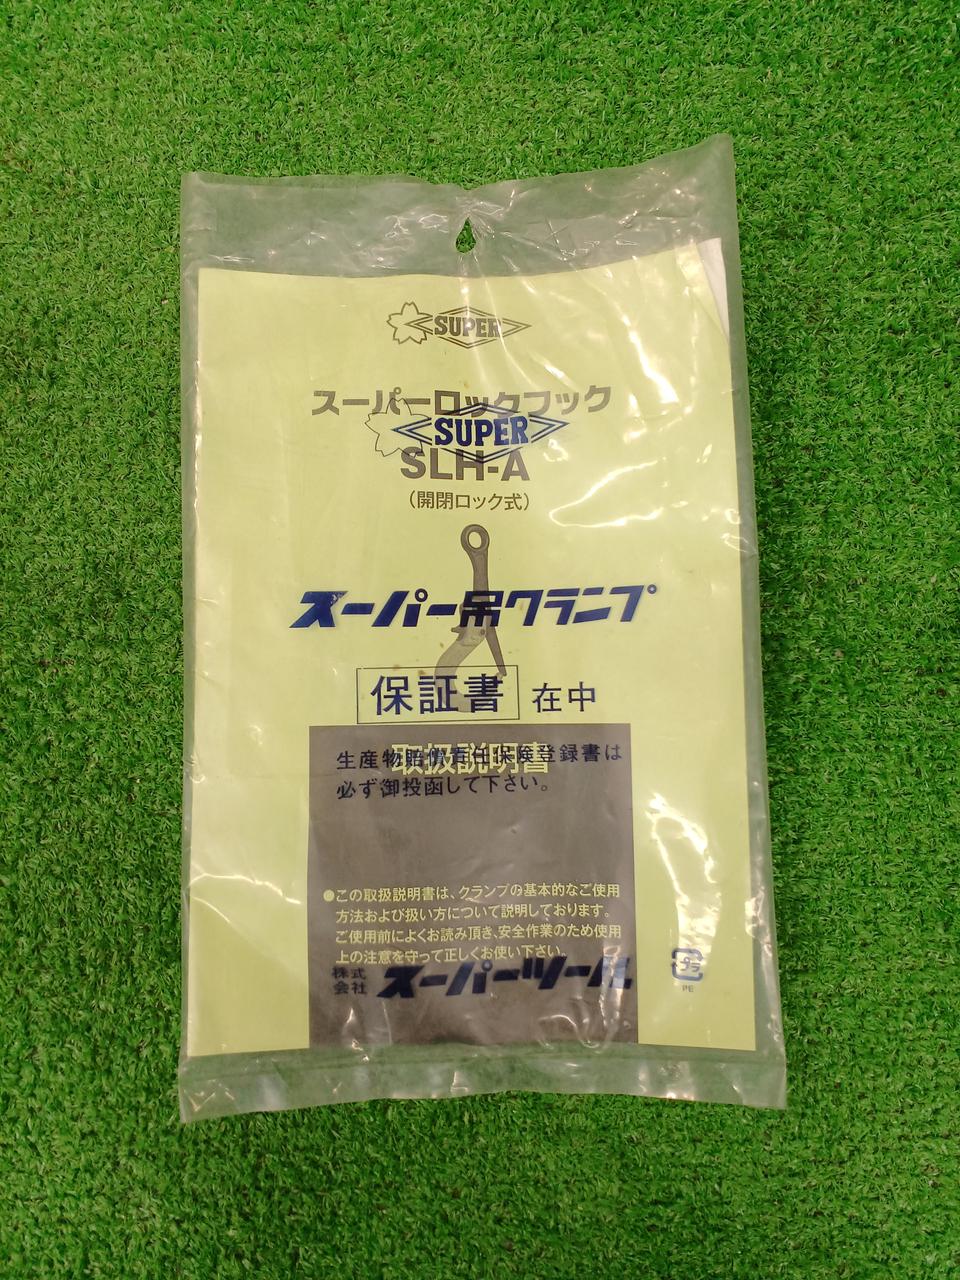 SUPER
スーパーロックフック
SUPER
SLH-A
（開閉ロック式）
スーパー吊クランプ
保証書 在中
取扱説明書
生産物賠償責任保険登録書は
必ず御投函して下さい。
●この取扱説明書は、クランプの基本的なご使用
方法および扱い方について説明しております。
ご使用前によくお読み頂き、安全作業のため使用
上の注意を守って正しくお使い下さい。
株式会社 スーパーツール
プラ
PE